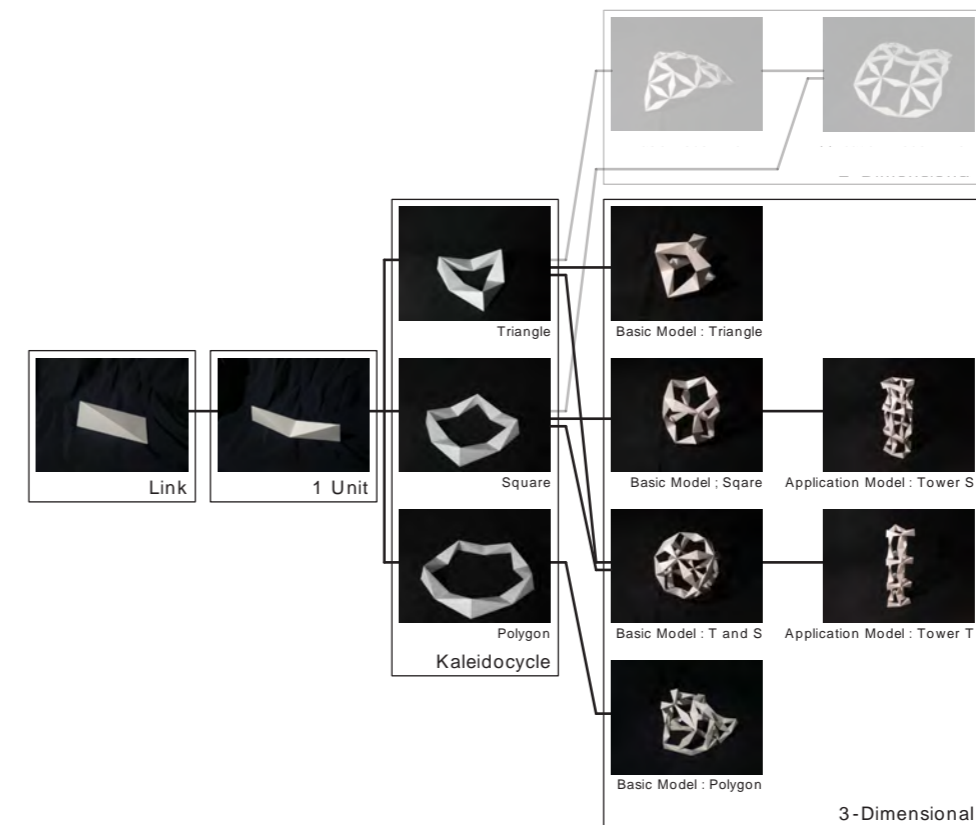 Triangle
Basic Model : Triangle
Link
1 Unit
Square
Basic Model ; Sqare
Application Model : Tower S
Polygon
Basic Model : T and S
Application Model : Tower T
Kaleidocycle
Basic Model : Polygon
3-Dimensional